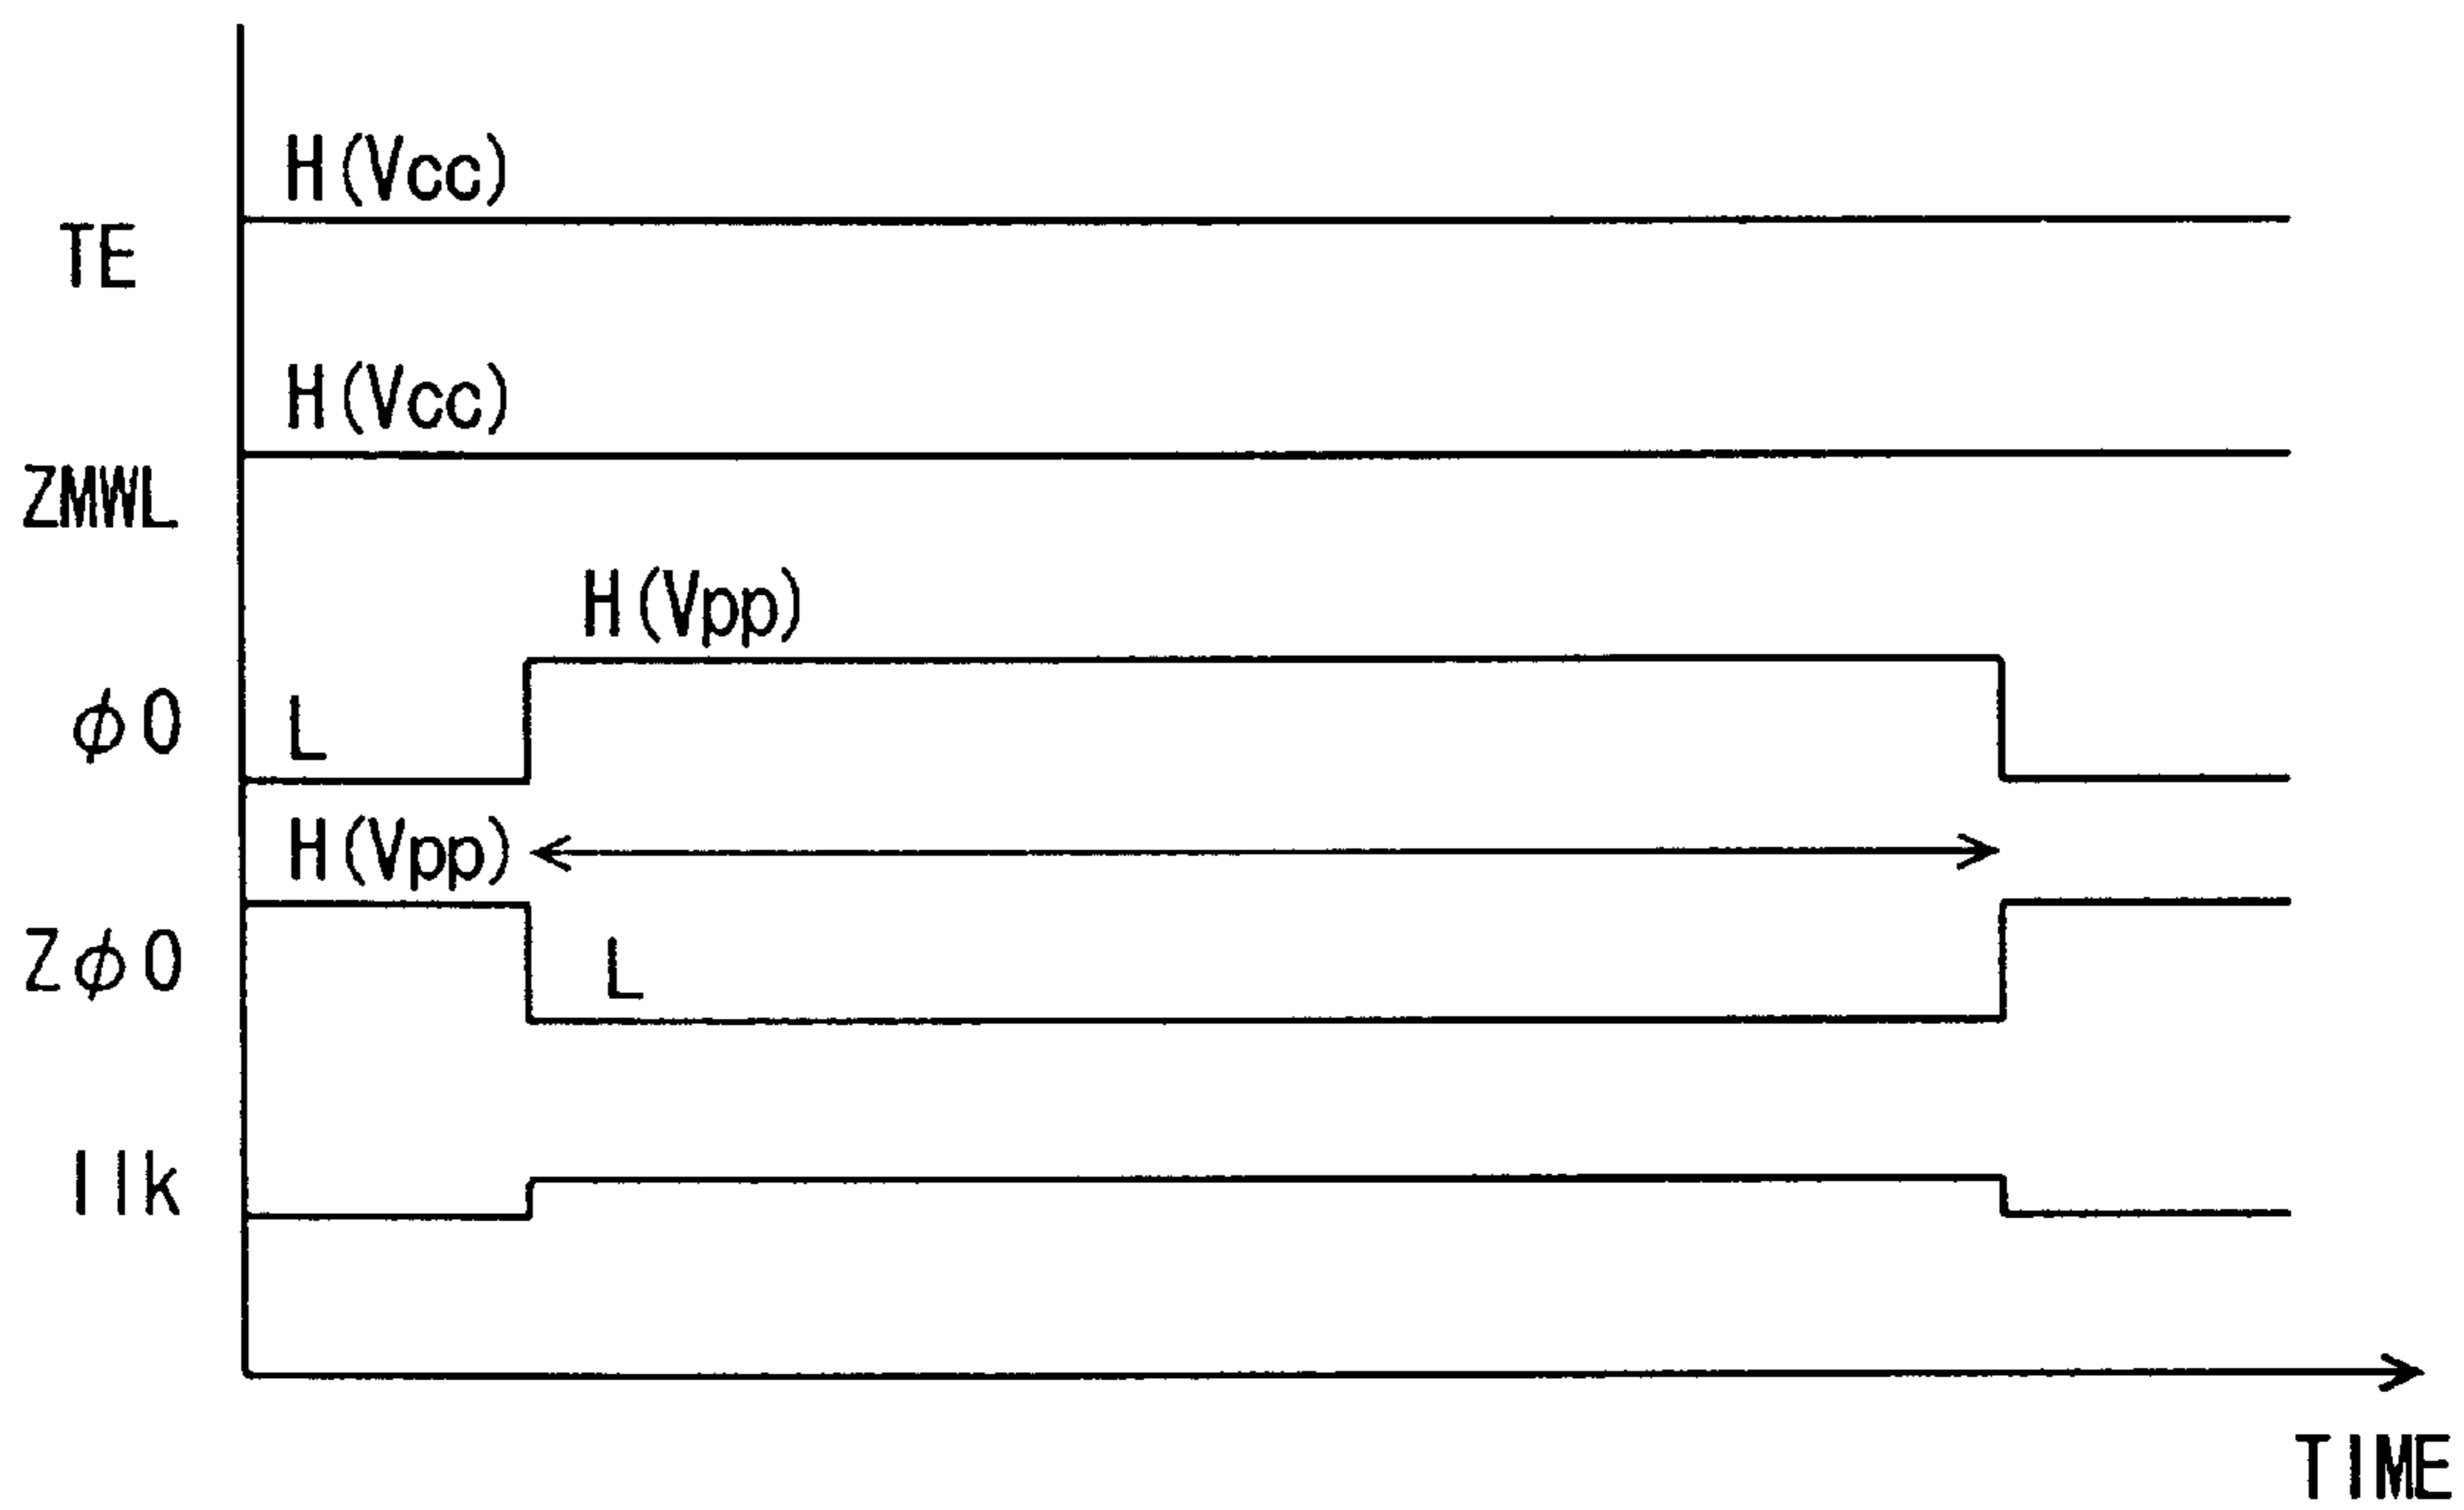 H(Vcc)
TE
H(Vcc)
ZMWL
H(Vpp)
φ0
L
H(Vpp)
Zφ0
L
Ilk
TIME